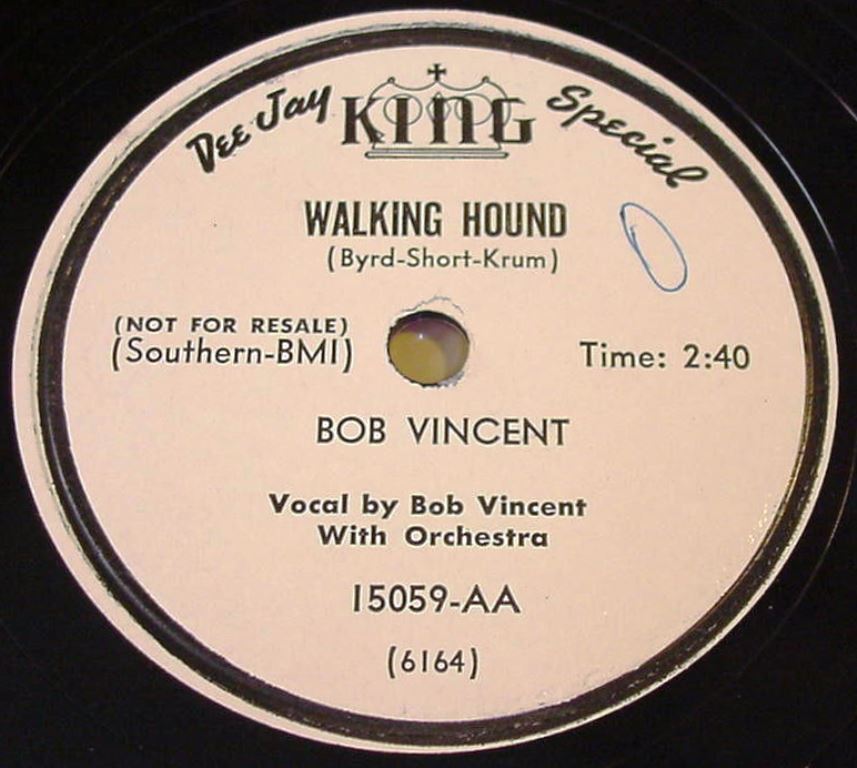 Dee Jay KING Special
WALKING HOUND
(Byrd-Short-Krum)
(NOT FOR RESALE)
(Southern-BMI)
Time: 2:40
BOB VINCENT
Vocal by Bob Vincent
With Orchestra
15059-AA
(6164)